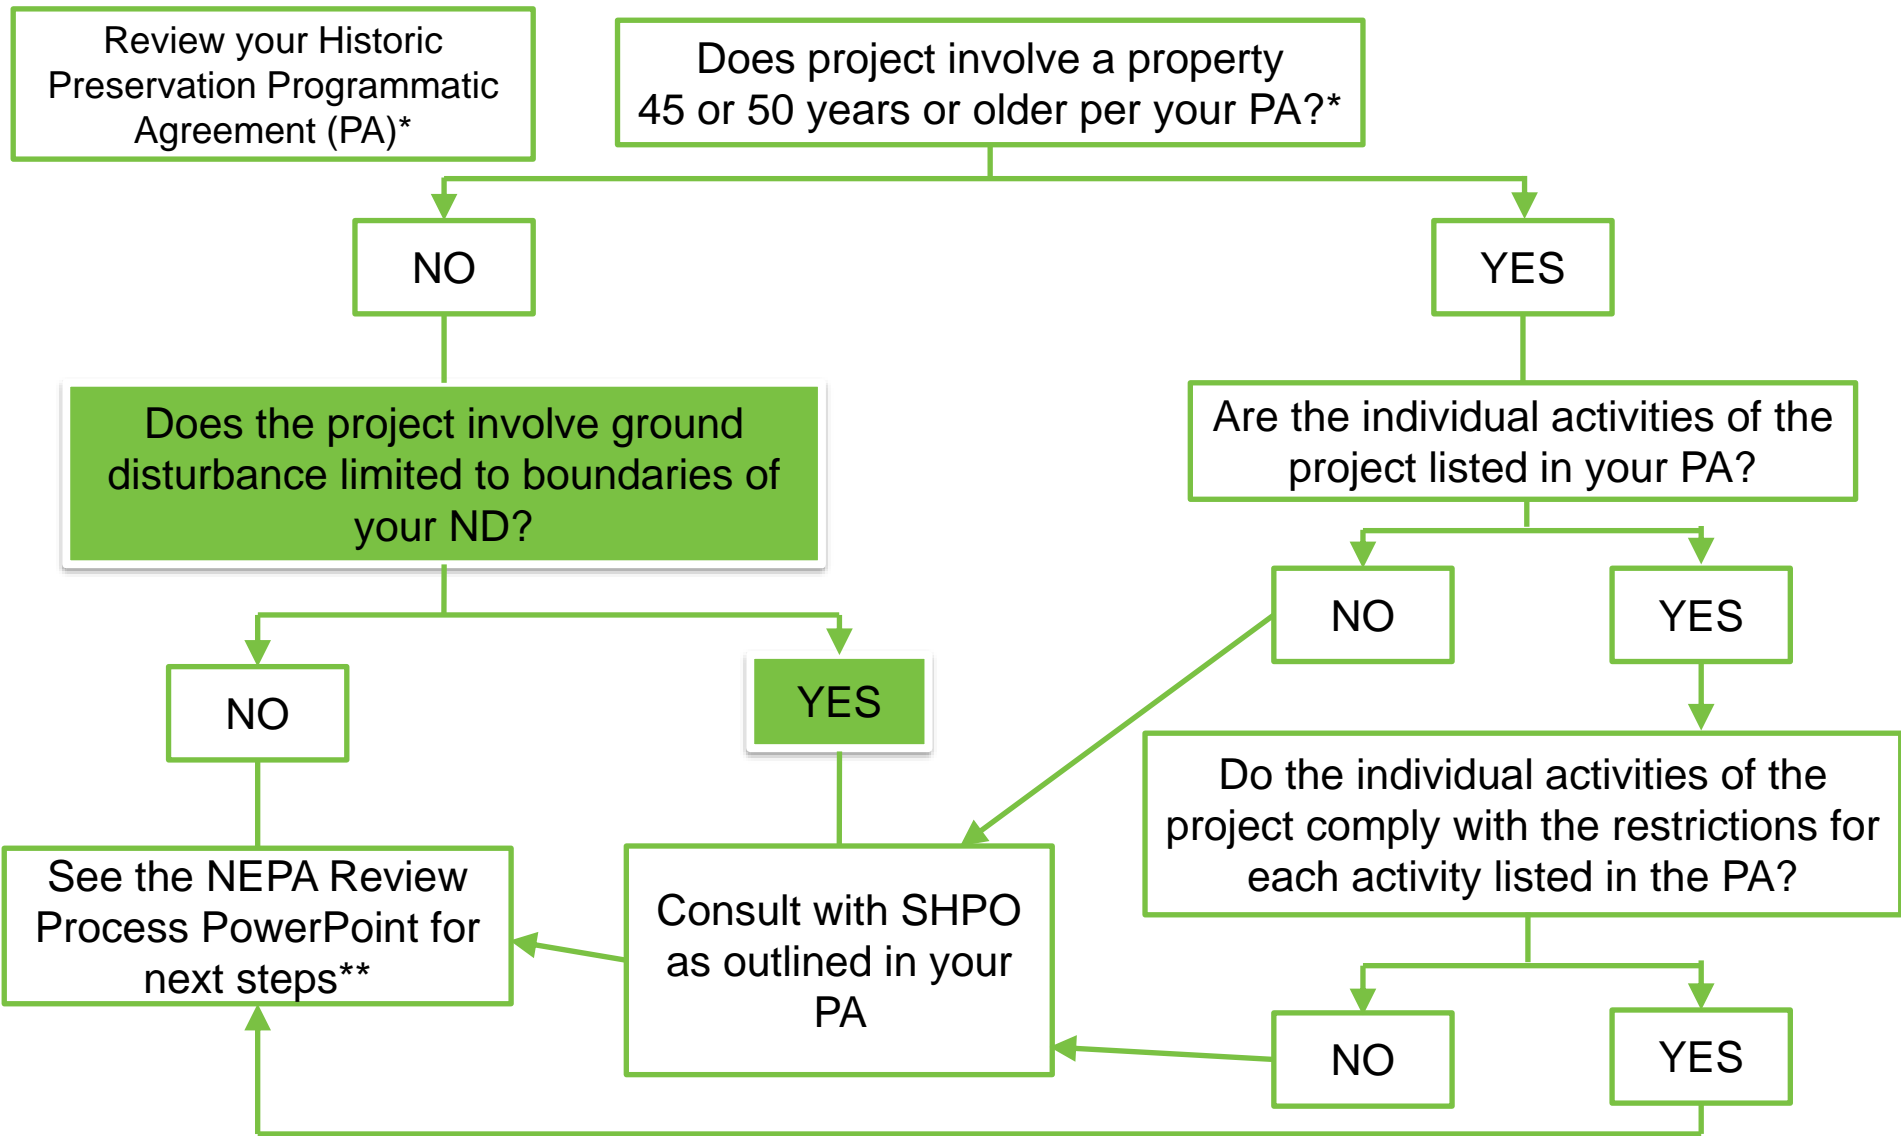 Review your Historic
Preservation Programmatic
Agreement (PA)*
Does project involve a property
45 or 50 years or older per your PA?*
NO
YES
Does the project involve ground
disturbance limited to boundaries of
your ND?
Are the individual activities of the
project listed in your PA?
NO
YES
NO
YES
Do the individual activities of the
project comply with the restrictions for
each activity listed in the PA?
See the NEPA Review
Process PowerPoint for
next steps**
Consult with SHPO
as outlined in your
PA
NO
YES